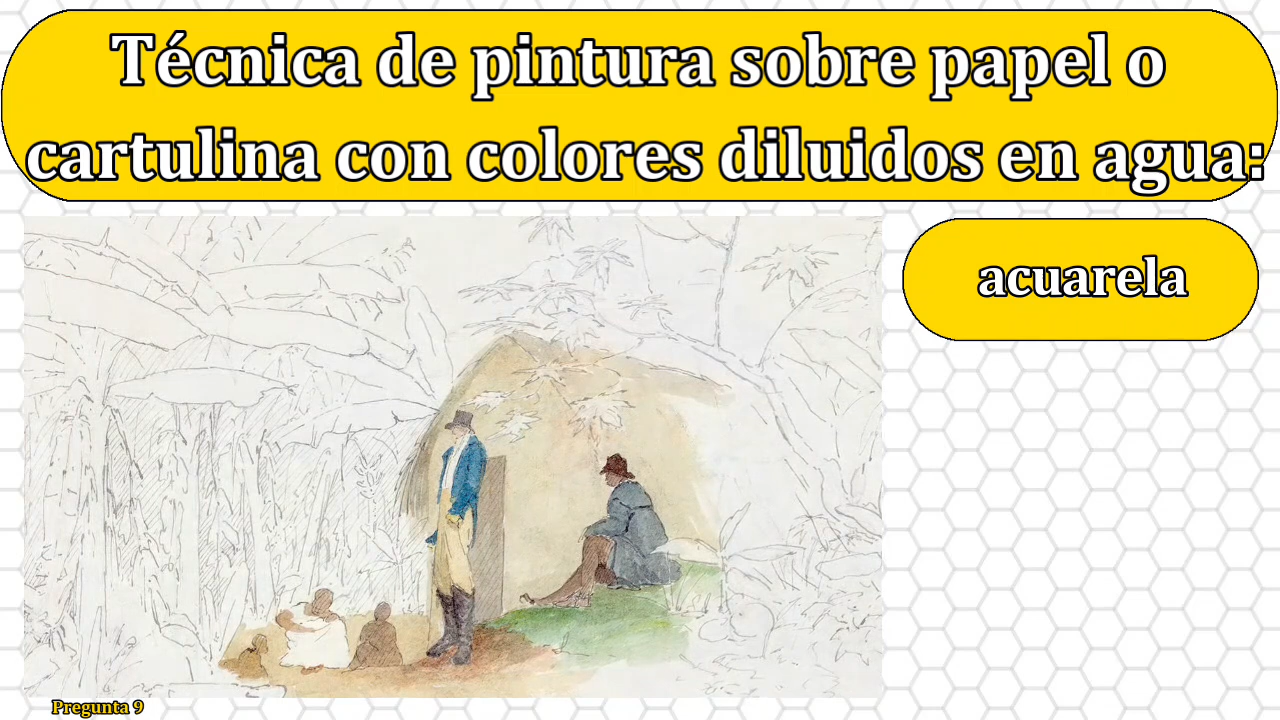 Técnica de pintura sobre papel o
cartulina con colores diluidos en agua:
acuarela
Pregunta 9